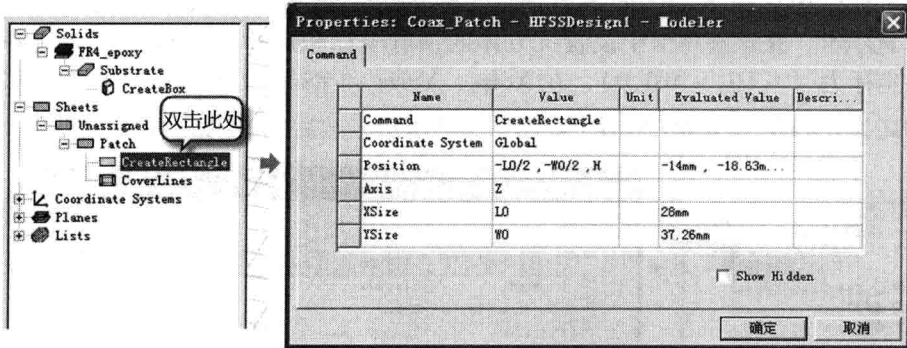 Solids
FR4_epoxy
Substrate
CreateBox
Sheets
双击此处
Unassigned
Patch
CreateRectangle
CoverLines
Coordinate Systems
Planes
Lists
Properties: Coax_Patch - HFSSDesign1 - Modeler
Command
Name Value Unit Evaluated Value Descri...
Command CreateRectangle
Coordinate System Global
Position -L0/2 ,-W0/2 ,H -14mm , -18.63m...
Axis Z
XSize L0 28mm
YSize W0 37.26mm
Show Hidden
确定 取消